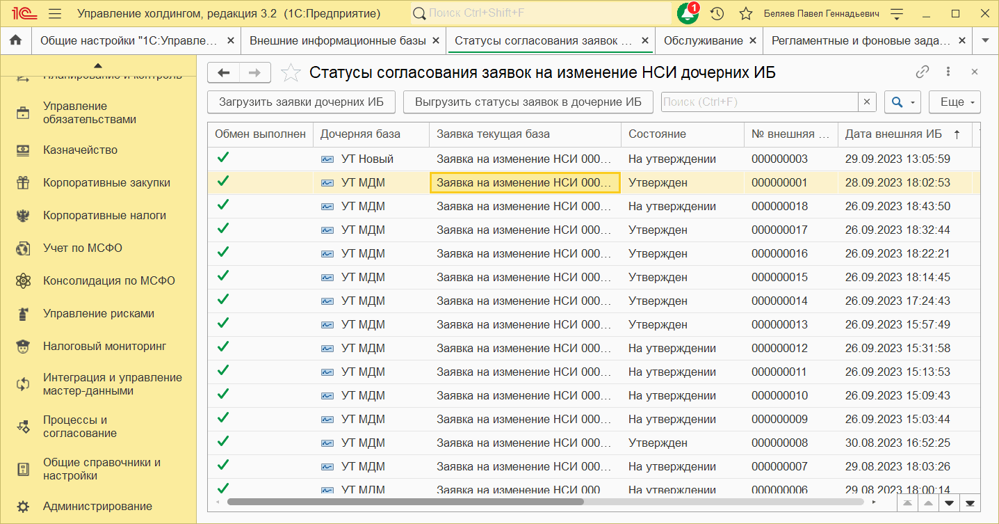 1С Управление холдингом, редакция 3.2 (1С:Предприятие) Поиск Ctrl+Shift+F 1 Беляев Павел Геннадьевич
Общие настройки "1С:Управле... Внешние информационные базы Статусы согласования заявок ... Обслуживание Регламентные и фоновые зада...
Планирование и контроль
Управление
обязательствами
Казначейство
Корпоративные закупки
Корпоративные налоги
Учет по МСФО
Консолидация по МСФО
Управление рисками
Налоговый мониторинг
Интеграция и управление
мастер-данными
Процессы и
согласование
Общие справочники и
настройки
Администрирование
Статусы согласования заявок на изменение НСИ дочерних ИБ
Загрузить заявки дочерних ИБ Выгрузить статусы заявок в дочерние ИБ Поиск (Ctrl+F) Еще
Обмен выполнен Дочерняя база Заявка текущая база Состояние № внешняя ... Дата внешняя ИБ
УТ Новый Заявка на изменение НСИ 000... На утверждении 000000003 29.09.2023 13:05:59
УТ МДМ Заявка на изменение НСИ 000... Утвержден 000000001 28.09.2023 18:02:53
УТ МДМ Заявка на изменение НСИ 000... На утверждении 000000018 26.09.2023 18:43:50
УТ МДМ Заявка на изменение НСИ 000... Утвержден 000000017 26.09.2023 18:32:44
УТ МДМ Заявка на изменение НСИ 000... Утвержден 000000016 26.09.2023 18:22:21
УТ МДМ Заявка на изменение НСИ 000... Утвержден 000000015 26.09.2023 18:14:45
УТ МДМ Заявка на изменение НСИ 000... Утвержден 000000014 26.09.2023 17:24:43
УТ МДМ Заявка на изменение НСИ 000... Утвержден 000000013 26.09.2023 15:57:49
УТ МДМ Заявка на изменение НСИ 000... На утверждении 000000012 26.09.2023 15:31:58
УТ МДМ Заявка на изменение НСИ 000... На утверждении 000000011 26.09.2023 15:13:53
УТ МДМ Заявка на изменение НСИ 000... На утверждении 000000010 26.09.2023 15:09:43
УТ МДМ Заявка на изменение НСИ 000... На утверждении 000000009 26.09.2023 15:03:44
УТ МДМ Заявка на изменение НСИ 000... Утвержден 000000008 30.08.2023 16:52:25
УТ МДМ Заявка на изменение НСИ 000... На утверждении 000000007 29.08.2023 18:03:26
УТ МДМ Заявка на изменение НСИ 000... На утверждении 000000006 29.08.2023 18:00:14